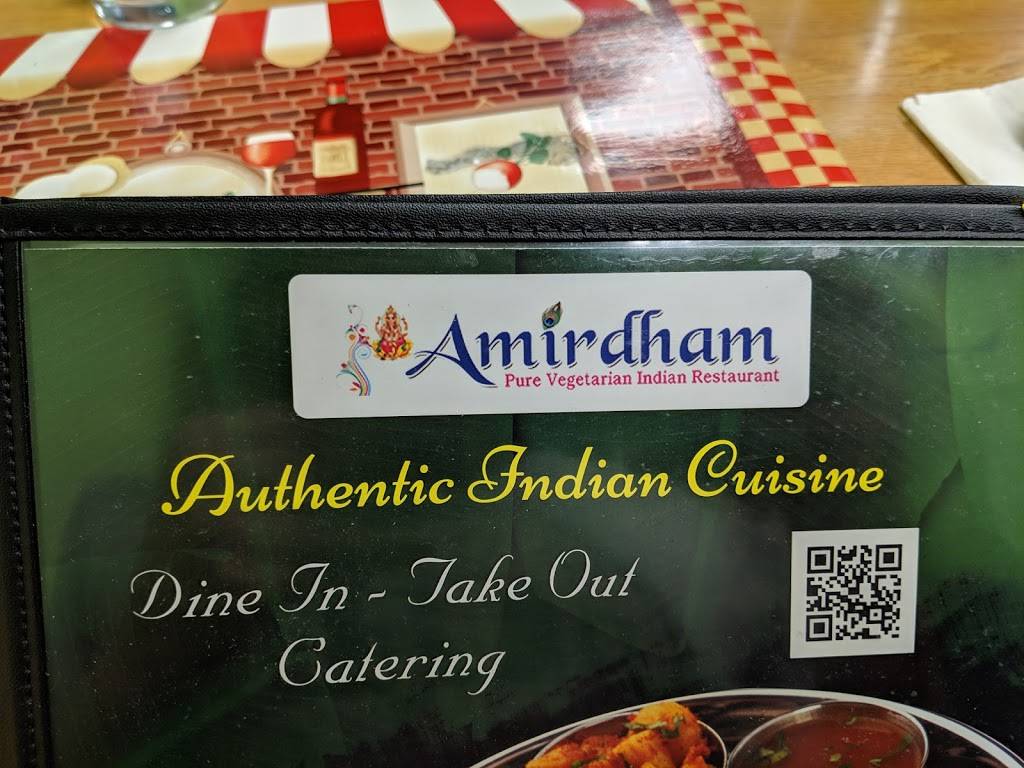 Amirdham
Pure Vegetarian Indian Restaurant
Authentic Indian Cuisine
Dine In - Take Out
Catering